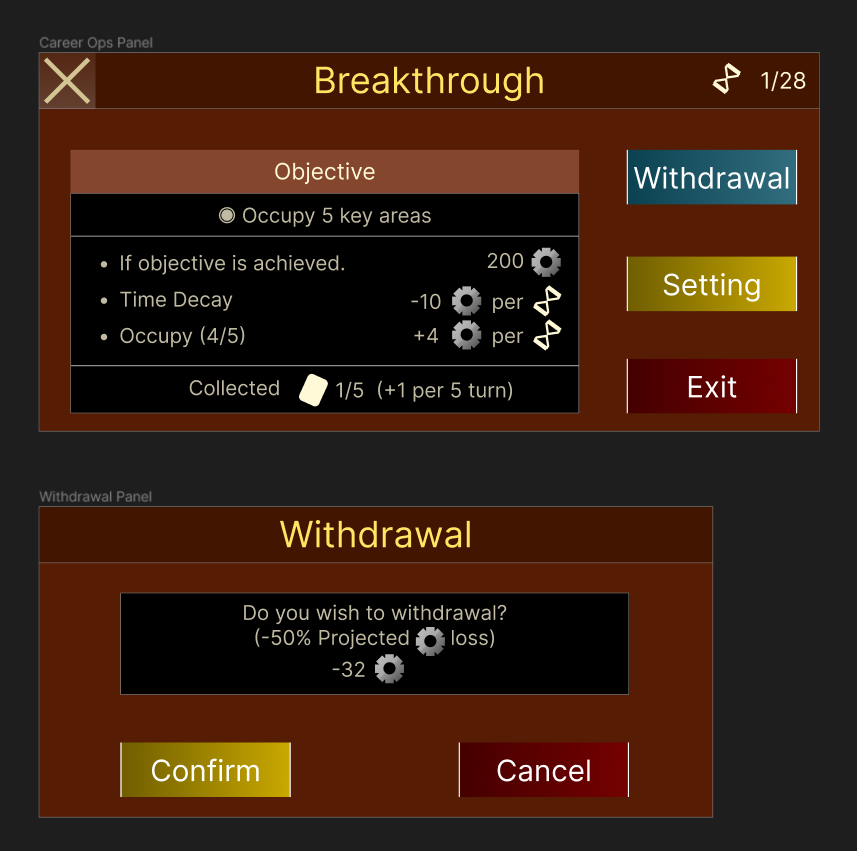 Career Ops Panel
Breakthrough
1/28
Objective
Occupy 5 key areas
Withdrawal
• If objective is achieved. 200
• Time Decay -10 per
• Occupy (4/5) +4 per
Setting
Collected 1/5 (+1 per 5 turn)
Exit
Withdrawal Panel
Withdrawal
Do you wish to withdrawal?
(-50% Projected loss)
-32
Confirm
Cancel